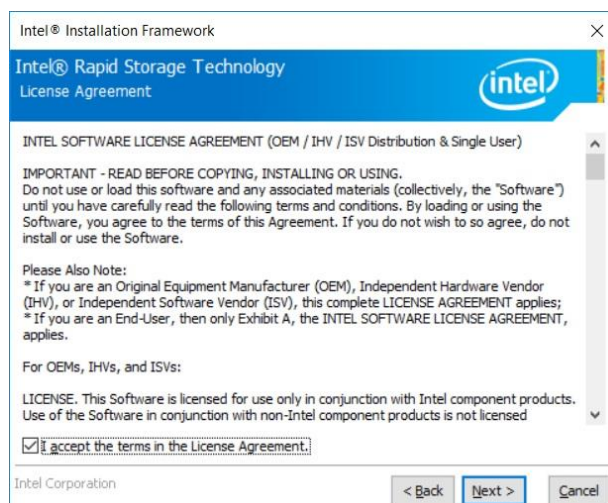 Intel® Installation Framework
Intel® Rapid Storage Technology
License Agreement
intel
INTEL SOFTWARE LICENSE AGREEMENT (OEM / IHV / ISV Distribution & Single User)
IMPORTANT - READ BEFORE COPYING, INSTALLING OR USING.
Do not use or load this software and any associated materials (collectively, the "Software")
until you have carefully read the following terms and conditions. By loading or using the
Software, you agree to the terms of this Agreement. If you do not wish to so agree, do not
install or use the Software.
Please Also Note:
* If you are an Original Equipment Manufacturer (OEM), Independent Hardware Vendor
(IHV), or Independent Software Vendor (ISV), this complete LICENSE AGREEMENT applies;
* If you are an End-User, then only Exhibit A, the INTEL SOFTWARE LICENSE AGREEMENT,
applies.
For OEMs, IHVs, and ISVs:
LICENSE. This Software is licensed for use only in conjunction with Intel component products.
Use of the Software in conjunction with non-Intel component products is not licensed
I accept the terms in the License Agreement.
Intel Corporation
< Back Next > Cancel